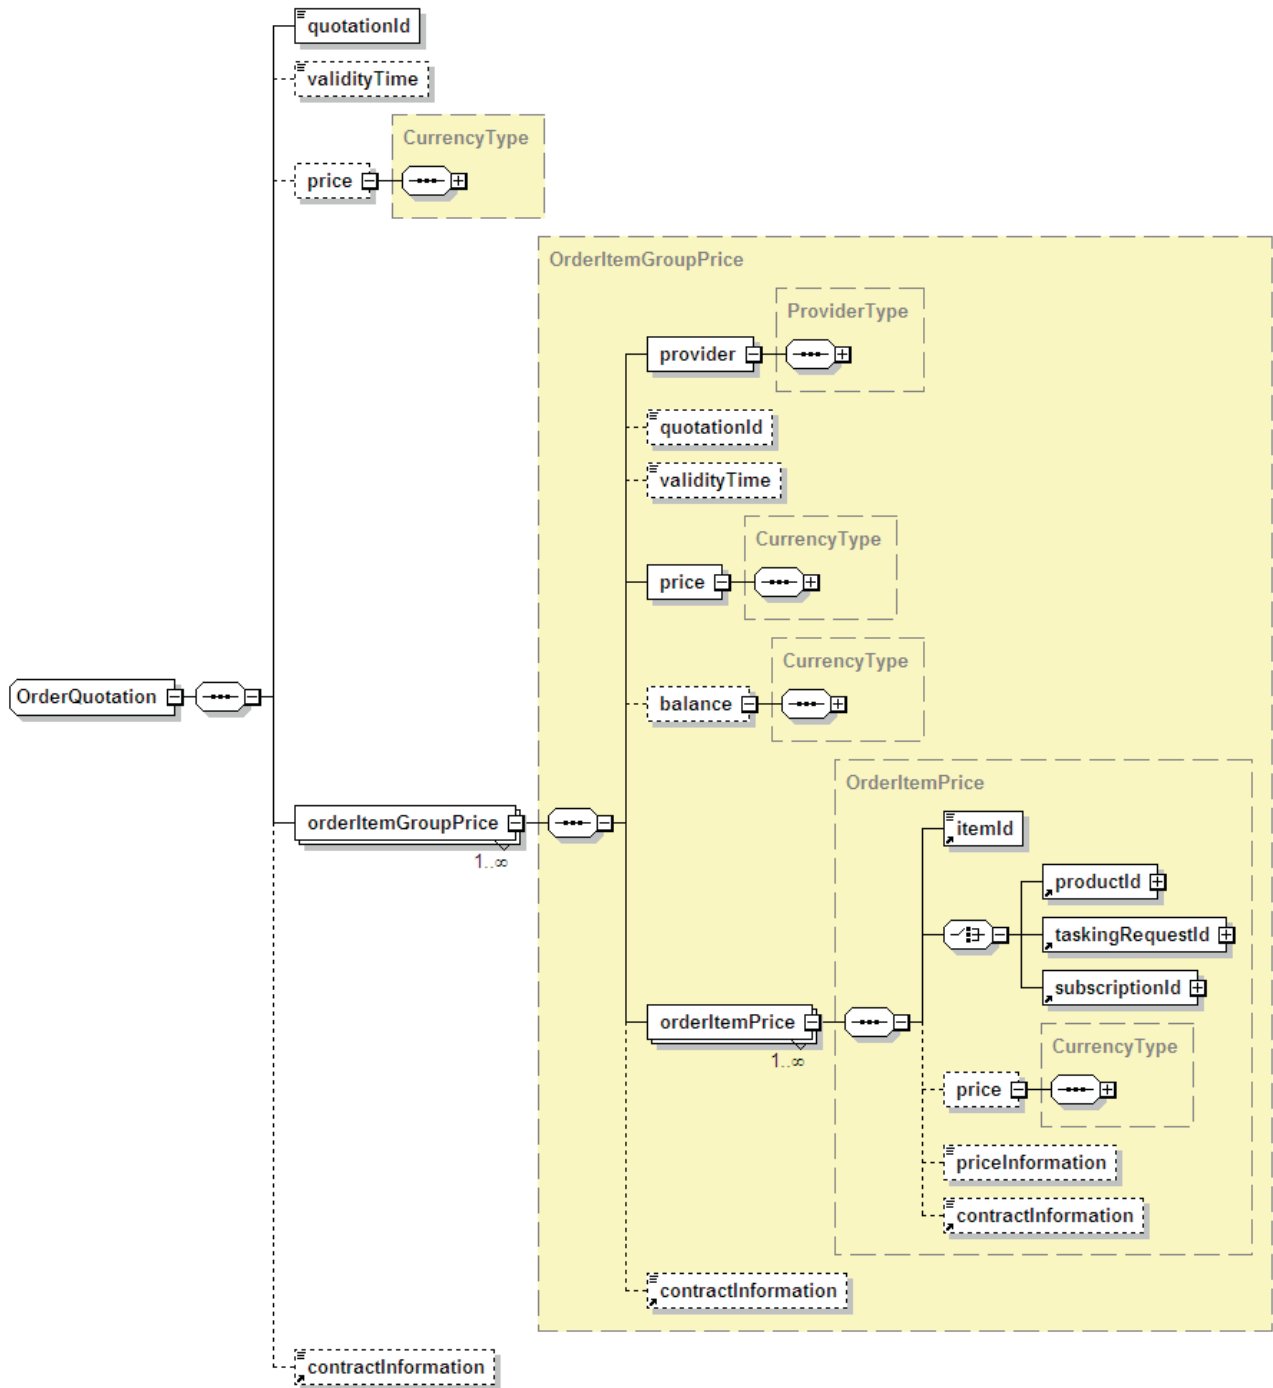 quotationId
validityTime
CurrencyType
price
OrderItemGroupPrice
ProviderType
provider
quotationId
validityTime
CurrencyType
price
CurrencyType
balance
OrderQuotation
OrderItemPrice
orderItemGroupPrice
1..∞
itemId
productId
taskingRequestId
subscriptionId
orderItemPrice
1..∞
CurrencyType
price
priceInformation
contractInformation
contractInformation
contractInformation